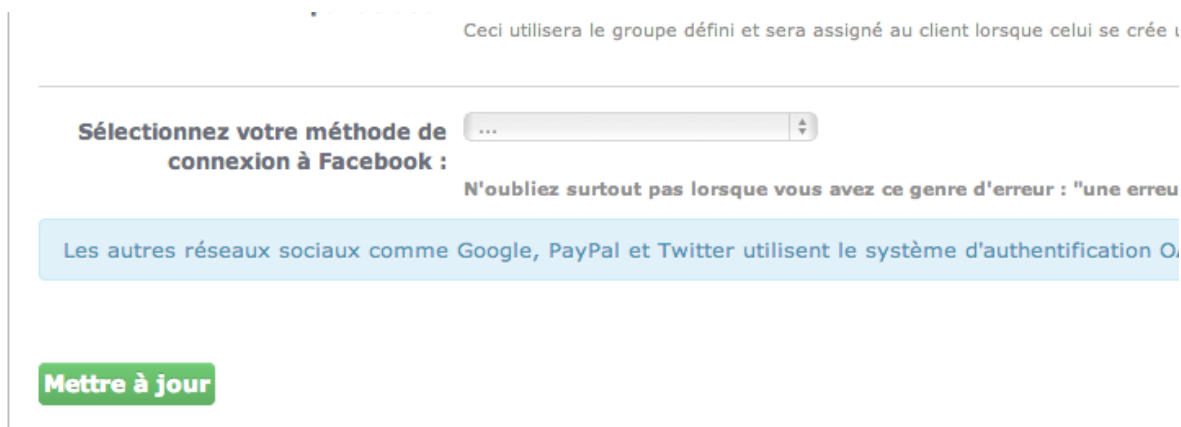 Ceci utilisera le groupe défini et sera assigné au client lorsque celui se crée
Sélectionnez votre méthode de
connexion à Facebook :
...
N'oubliez surtout pas lorsque vous avez ce genre d'erreur : "une erreu
Les autres réseaux sociaux comme Google, PayPal et Twitter utilisent le système d'authentification OA
Mettre à jour